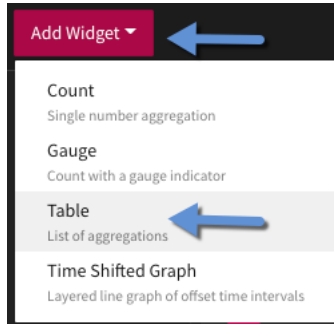 Add Widget
Count
Single number aggregation
Gauge
Count with a gauge indicator
Table
List of aggregations
Time Shifted Graph
Layered line graph of offset time intervals